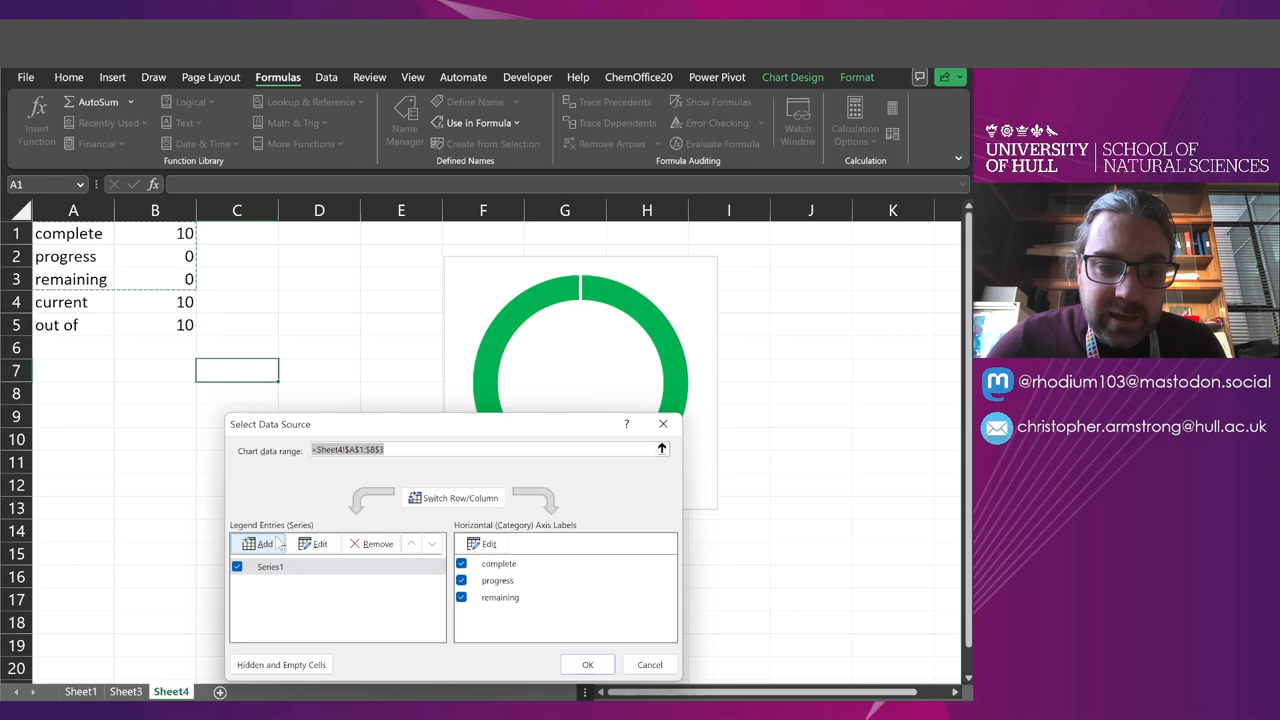 File Home Insert Draw Page Layout Formulas Data Review View Automate Developer Help ChemOffice20 Power Pivot Chart Design Format
fx Insert Function
AutoSum
Recently Used
Financial
Logical
Text
Date & Time
Lookup & Reference
Math & Trig
More Functions
Function Library
Name Manager
Define Name
Use in Formula
Create from Selection
Defined Names
Trace Precedents
Trace Dependents
Remove Arrows
Show Formulas
Error Checking
Evaluate Formula
Formula Auditing
Watch Window
Calculation Options
Calculation
A1 fx
A B C D E F G H I J K
1 complete 10
2 progress 0
3 remaining 0
4 current 10
5 out of 10
6
7
8
9
10
11
12
13
14
15
16
17
18
19
20
Select Data Source ?
Chart data range: =Sheet4!$A$1:$B$3
Switch Row/Column
Legend Entries (Series)
Add Edit Remove
Series1
Horizontal (Category) Axis Labels
Edit
complete
progress
remaining
Hidden and Empty Cells OK Cancel
Sheet1 Sheet3 Sheet4
UNIVERSITY OF HULL
SCHOOL OF NATURAL SCIENCES
@rhodium103@mastodon.social
christopher.armstrong@hull.ac.uk